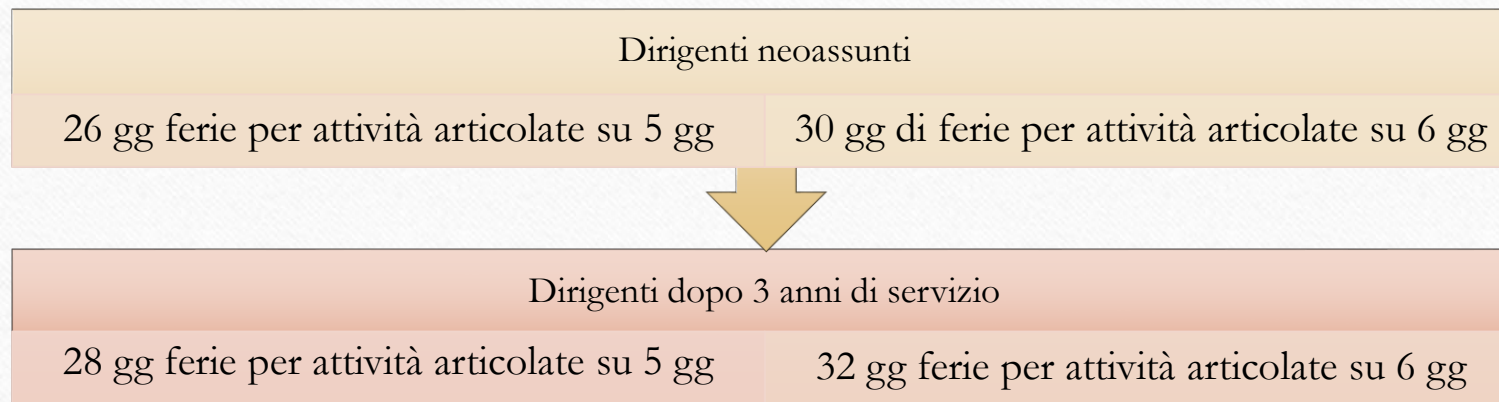 Dirigenti neoassunti
26 gg ferie per attività articolate su 5 gg
30 gg di ferie per attività articolate su 6 gg
Dirigenti dopo 3 anni di servizio
28 gg ferie per attività articolate su 5 gg
32 gg ferie per attività articolate su 6 gg